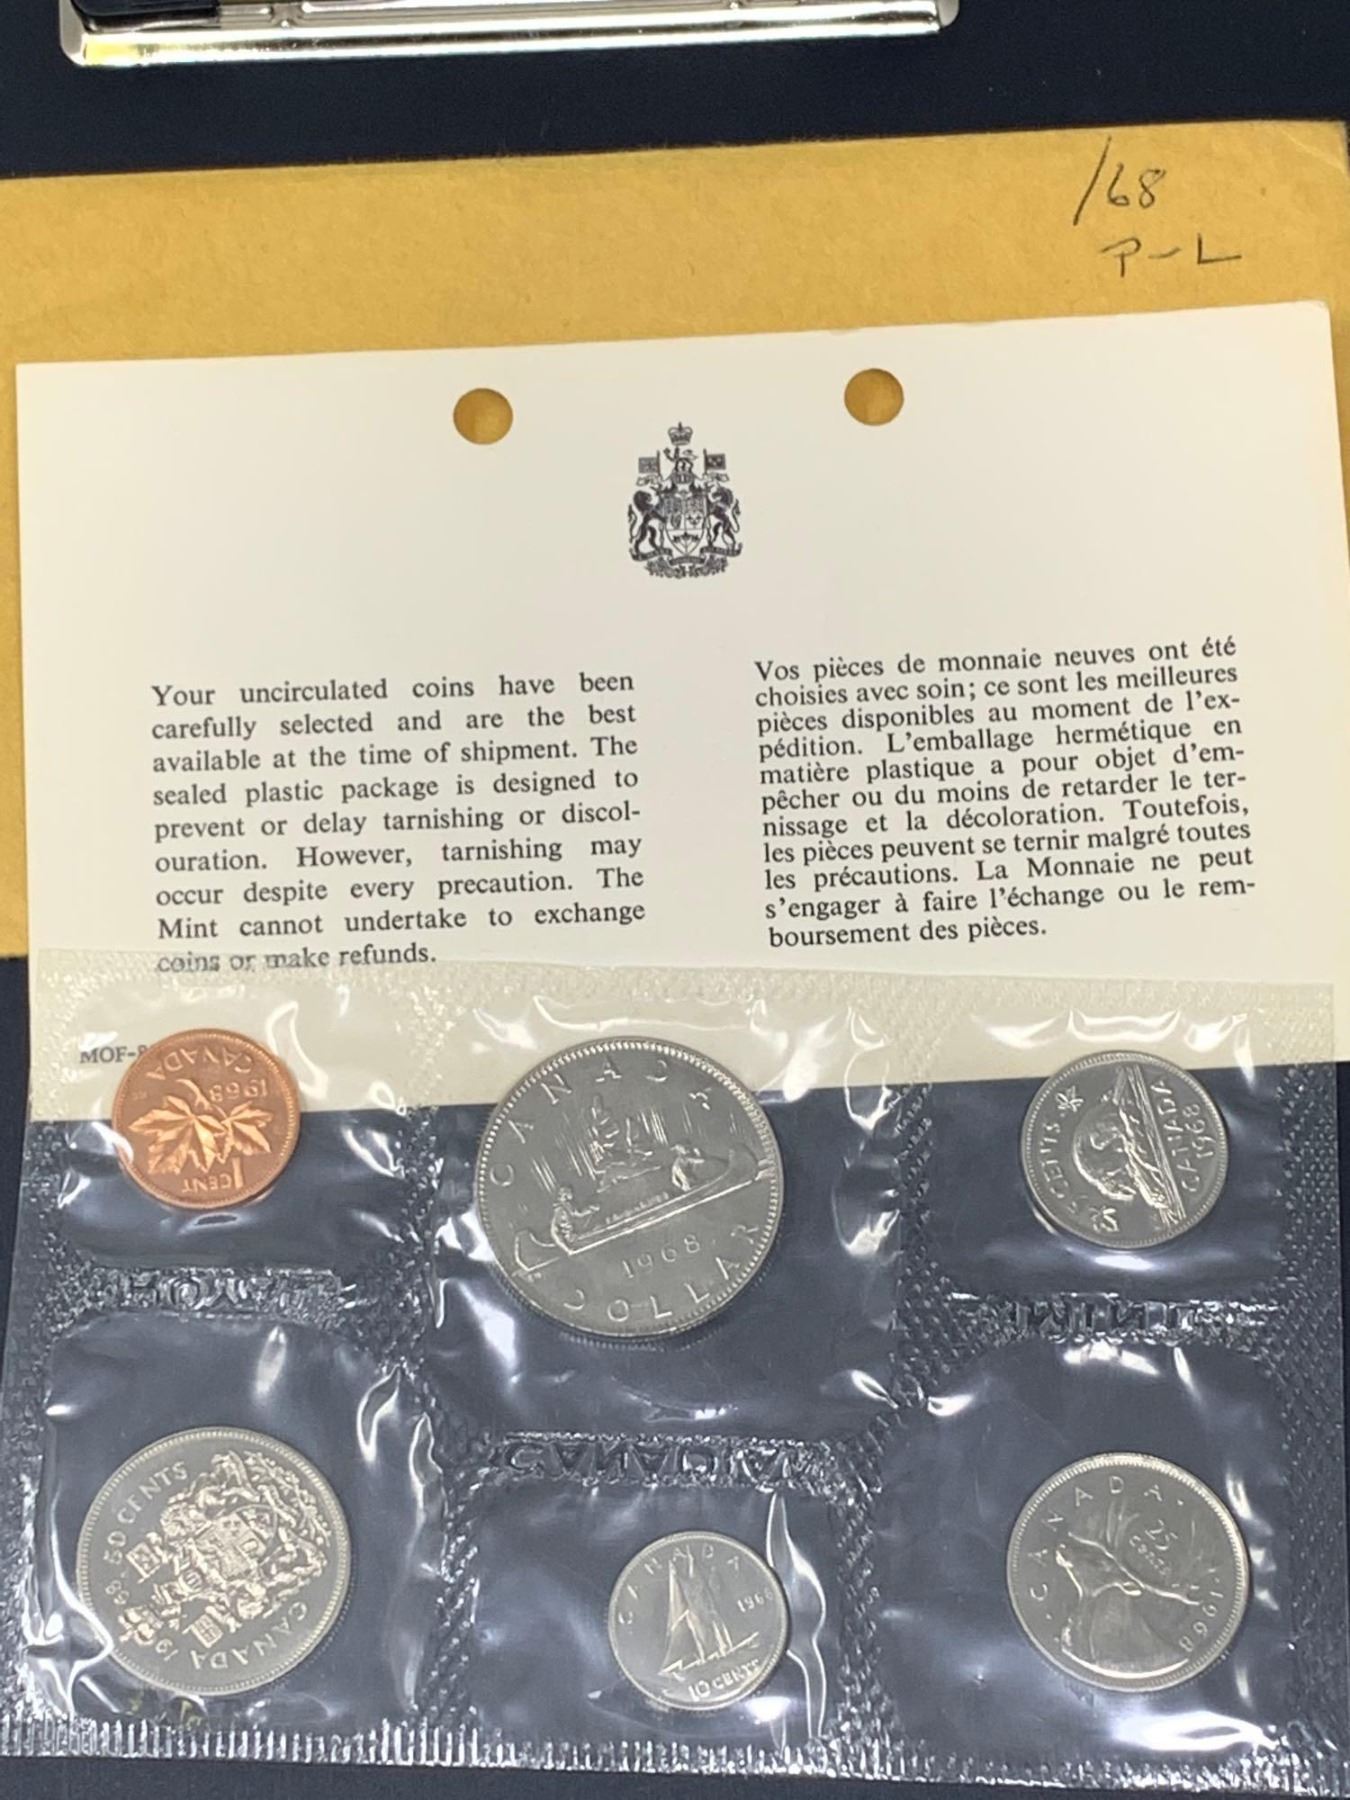 /68
P-L
Your uncirculated coins have been
carefully selected and are the best
available at the time of shipment. The
sealed plastic package is designed to
prevent or delay tarnishing or discol-
ouration. However, tarnishing may
occur despite every precaution. The
Mint cannot undertake to exchange
coins or make refunds.
Vos pièces de monnaie neuves ont été
choisies avec soin; ce sont les meilleures
pièces disponibles au moment de l'ex-
pédition. L'emballage hermétique en
matière plastique a pour objet d'em-
pêcher ou du moins de retarder le ter-
nissage et la décoloration. Toutefois,
les pièces peuvent se ternir malgré toutes
les précautions. La Monnaie ne peut
s'engager à faire l'échange ou le rem-
boursement des pièces.
MOF-
CANADA
1968
1 CENT
CANADA
1968
DOLLAR
5 CENTS
CANADA
1968
ROYAL
MINT
CANADA
50 CENTS
CANADA
1968
CANADA
1968
10 CENTS
CANADA
25
CENTS
1968